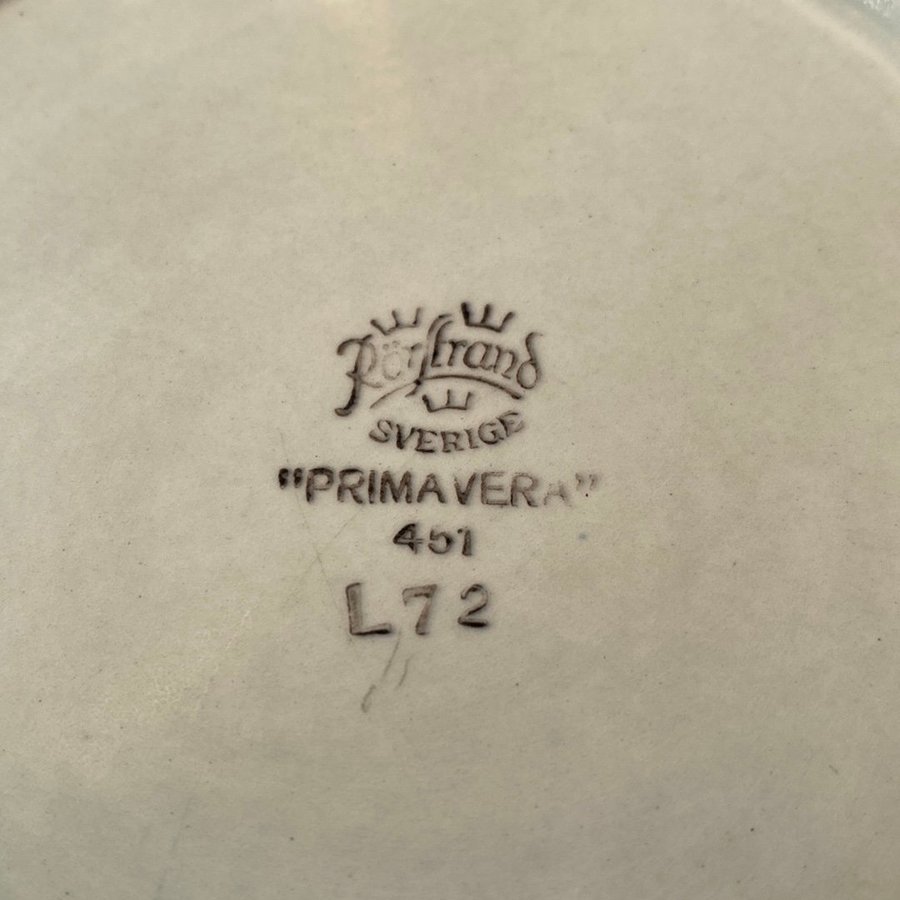 Rörstrand
SVERIGE
"PRIMAVERA"
451
L72